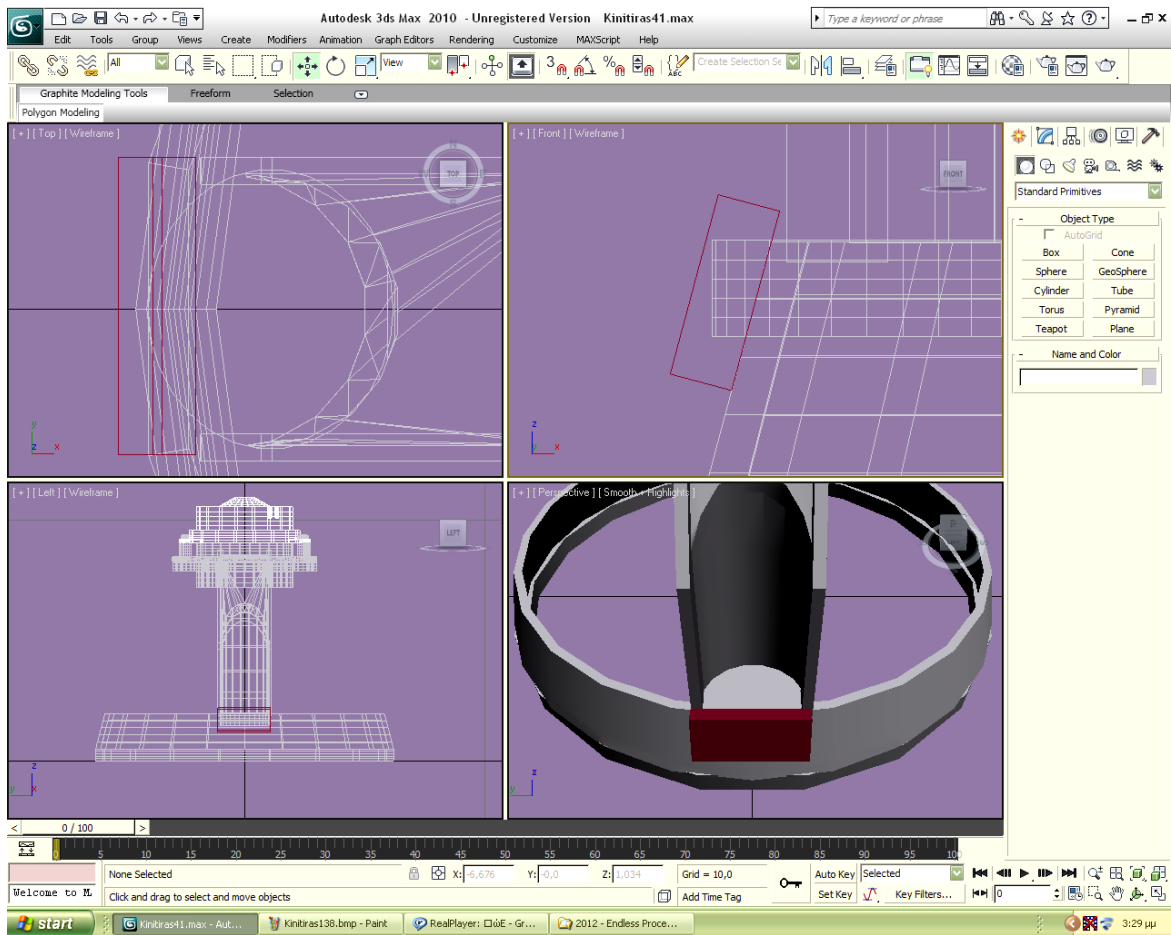 Autodesk 3ds Max 2010 - Unregistered Version Kinitiras41.max
Type a keyword or phrase
Edit Tools Group Views Create Modifiers Animation Graph Editors Rendering Customize MAXScript Help
All View 3 Create Selection Se
Graphite Modeling Tools Freeform Selection
Polygon Modeling
[ + ] [ Top ] [ Wireframe ] [ + ] [ Front ] [ Wireframe ]
TOP FRONT
y
z x
z
y x
Standard Primitives
- Object Type
AutoGrid
Box Cone
Sphere GeoSphere
Cylinder Tube
Torus Pyramid
Teapot Plane
- Name and Color
[ + ] [ Left ] [ Wireframe ] [ + ] [ Perspective ] [ Smooth + Highlights ]
LEFT
z
y x
z
y
< 0 / 100 >
0 5 10 15 20 25 30 35 40 45 50 55 60 65 70 75 80 85 90 95 100
None Selected X: -6,676 Y: -0,0 Z: 1,034 Grid = 10,0 Auto Key Selected
Welcome to M. Click and drag to select and move objects Add Time Tag Set Key Key Filters... 0
start Kinitiras41.max - Aut... Kinitiras138.bmp - Paint RealPlayer: □ώΕ - Gr... 2012 - Endless Proce... 3:29 μμ